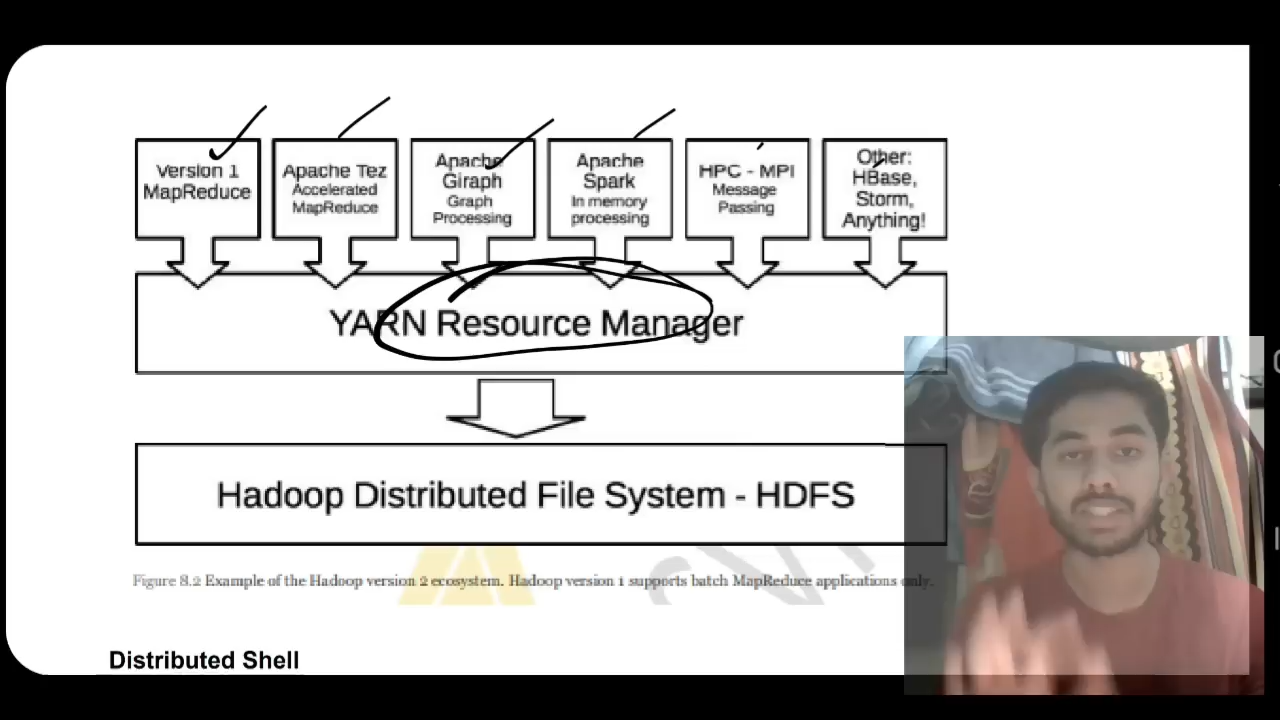 Version 1
MapReduce
Apache Tez
Accelerated
MapReduce
Apache
Giraph
Graph
Processing
Apache
Spark
In memory
processing
HPC - MPI
Message
Passing
Other:
HBase,
Storm,
Anything!
YARN Resource Manager
Hadoop Distributed File System - HDFS
Figure 8.2 Example of the Hadoop version 2 ecosystem. Hadoop version 1 supports batch MapReduce applications only.
Distributed Shell